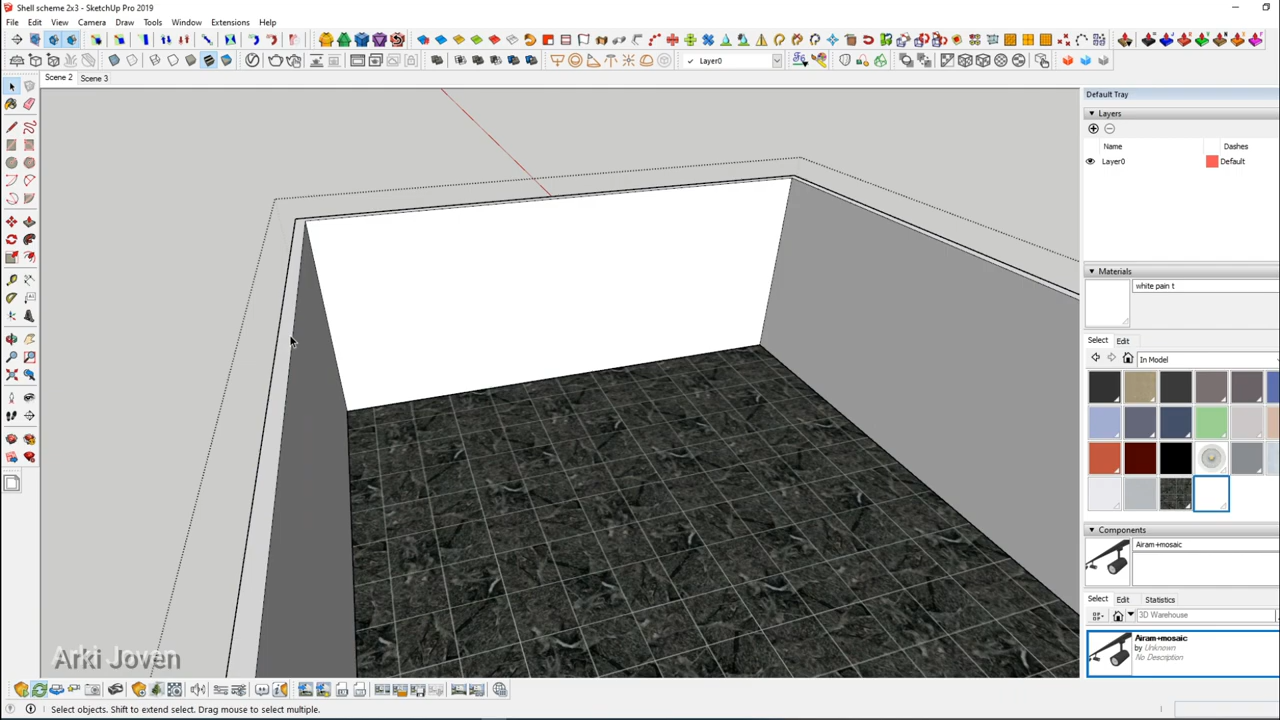 Shell scheme 2x3 - SketchUp Pro 2019
File Edit View Camera Draw Tools Window Extensions Help
Layer0
Scene 2 Scene 3
Default Tray
Layers
Name Dashes
Layer0 Default
Materials
white pain t
Select Edit
In Model
Components
Airam+mosaic
Select Edit Statistics
3D Warehouse
Airam+mosaic
by Unknown
No Description
Arki Joven
Select objects. Shift to extend select. Drag mouse to select multiple.